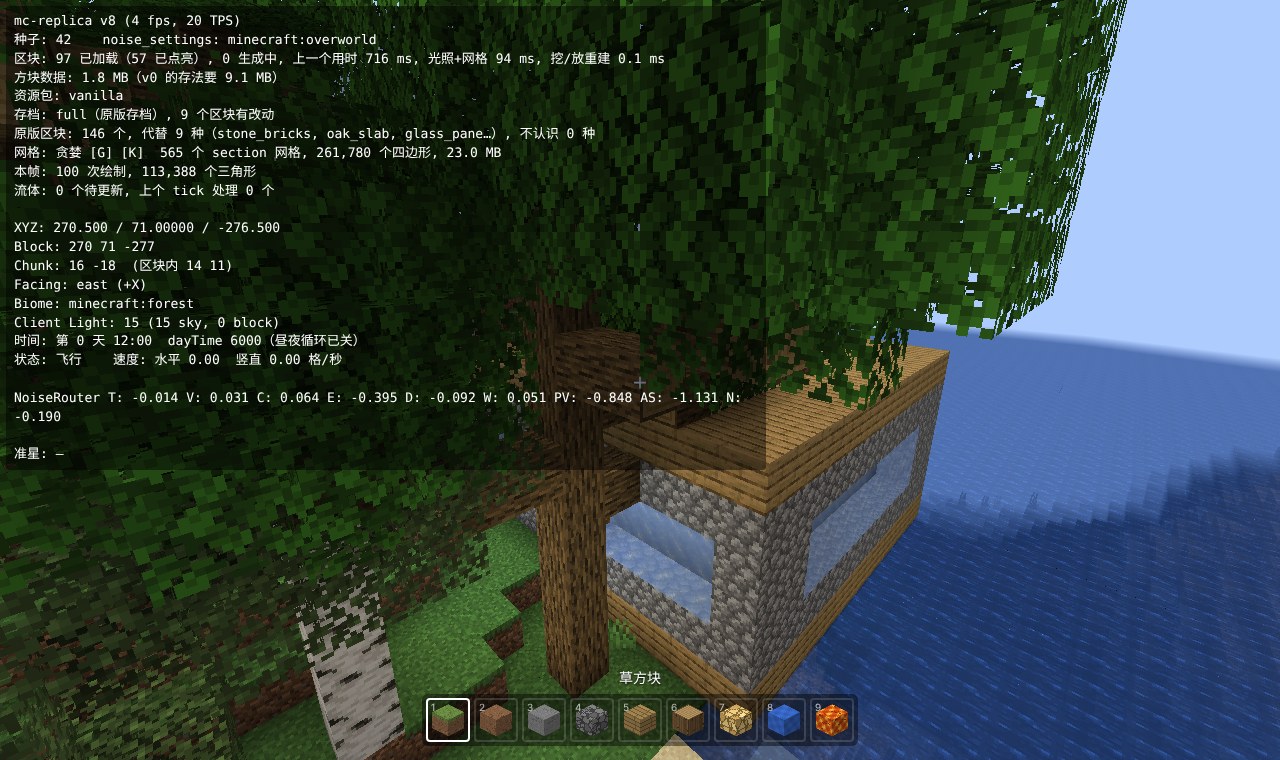 mc-replica v8 (4 fps, 20 TPS)
种子: 42    noise_settings: minecraft:overworld
区块: 97 已加载 (57 已点亮) , 0 生成中, 上一个用时 716 ms, 光照+网格 94 ms, 挖/放重建 0.1 ms
方块数据: 1.8 MB (v0 的存法要 9.1 MB)
资源包: vanilla
存档: full (原版存档) , 9 个区块有改动
原版区块: 146 个, 代替 9 种 (stone_bricks, oak_slab, glass_pane…) , 不认识 0 种
网格: 贪婪 [G] [K]  565 个 section 网格, 261,780 个四边形, 23.0 MB
本帧: 100 次绘制, 113,388 个三角形
流体: 0 个待更新, 上个 tick 处理 0 个
XYZ: 270.500 / 71.00000 / -276.500
Block: 270 71 -277
Chunk: 16 -18  (区块内 14 11)
Facing: east (+X)
Biome: minecraft:forest
Client Light: 15 (15 sky, 0 block)
时间: 第 0 天 12:00  dayTime 6000 (昼夜循环已关)
状态: 飞行    速度: 水平 0.00  竖直 0.00 格/秒
NoiseRouter T: -0.014 V: 0.031 C: 0.064 E: -0.395 D: -0.092 W: 0.051 PV: -0.848 AS: -1.131 N:
-0.190
准星: —
草方块
1 2 3 4 5 6 7 8 9